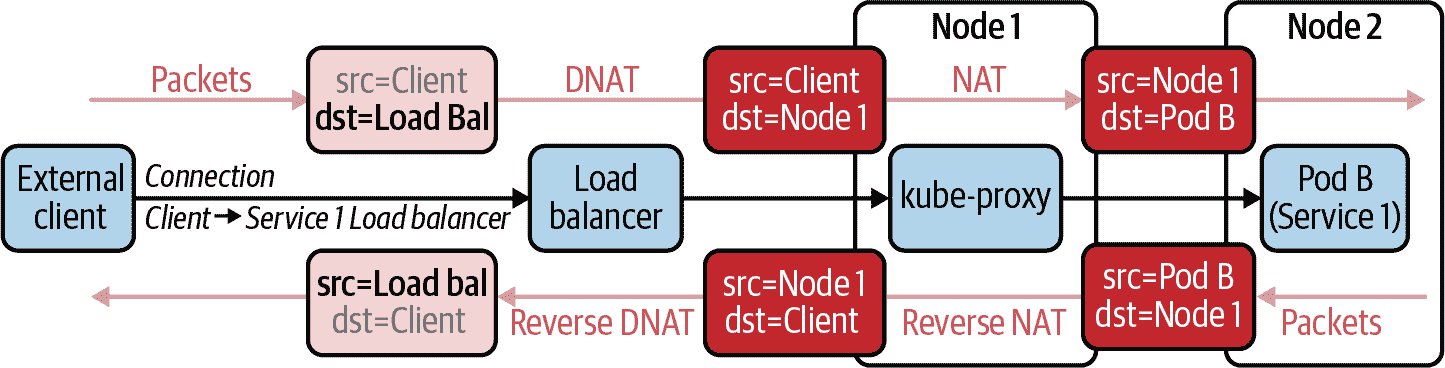 Node 1
Node 2
Packets
src=Client
dst=Load Bal
DNAT
src=Client
dst=Node 1
NAT
src=Node 1
dst=Pod B
External
client
Connection
Client→Service 1 Load balancer
Load
balancer
kube-proxy
Pod B
(Service 1)
src=Load bal
dst=Client
Reverse DNAT
src=Node 1
dst=Client
Reverse NAT
src=Pod B
dst=Node 1
Packets